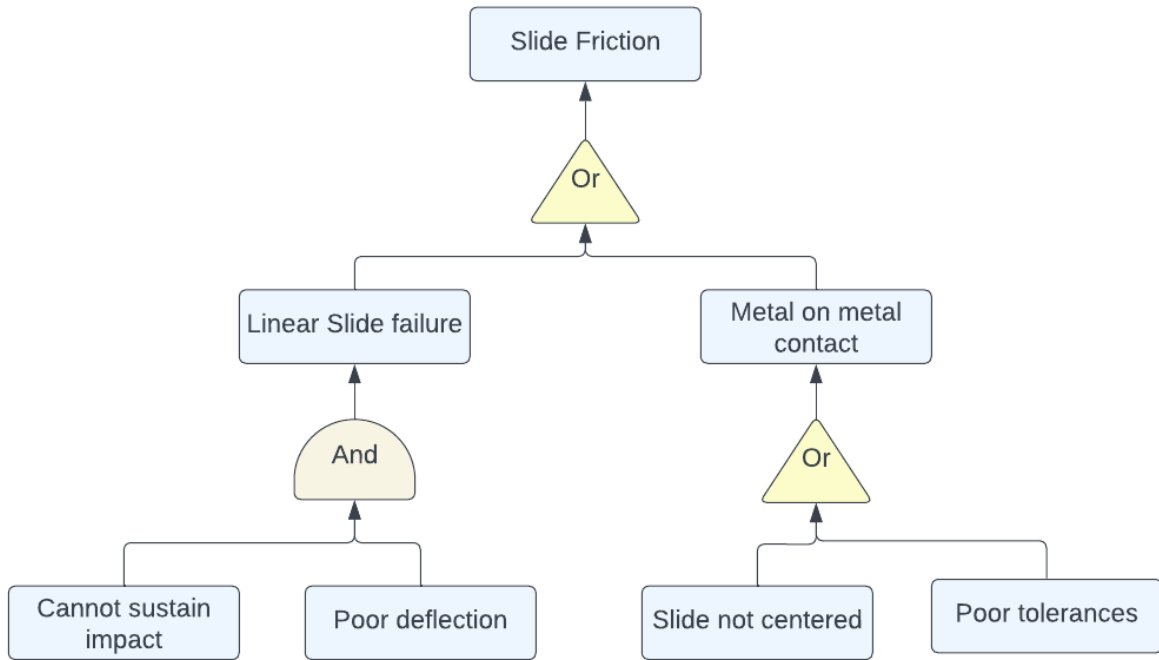 Slide Friction
Or
Linear Slide failure
Metal on metal
contact
And
Or
Cannot sustain
impact
Poor deflection
Slide not centered
Poor tolerances